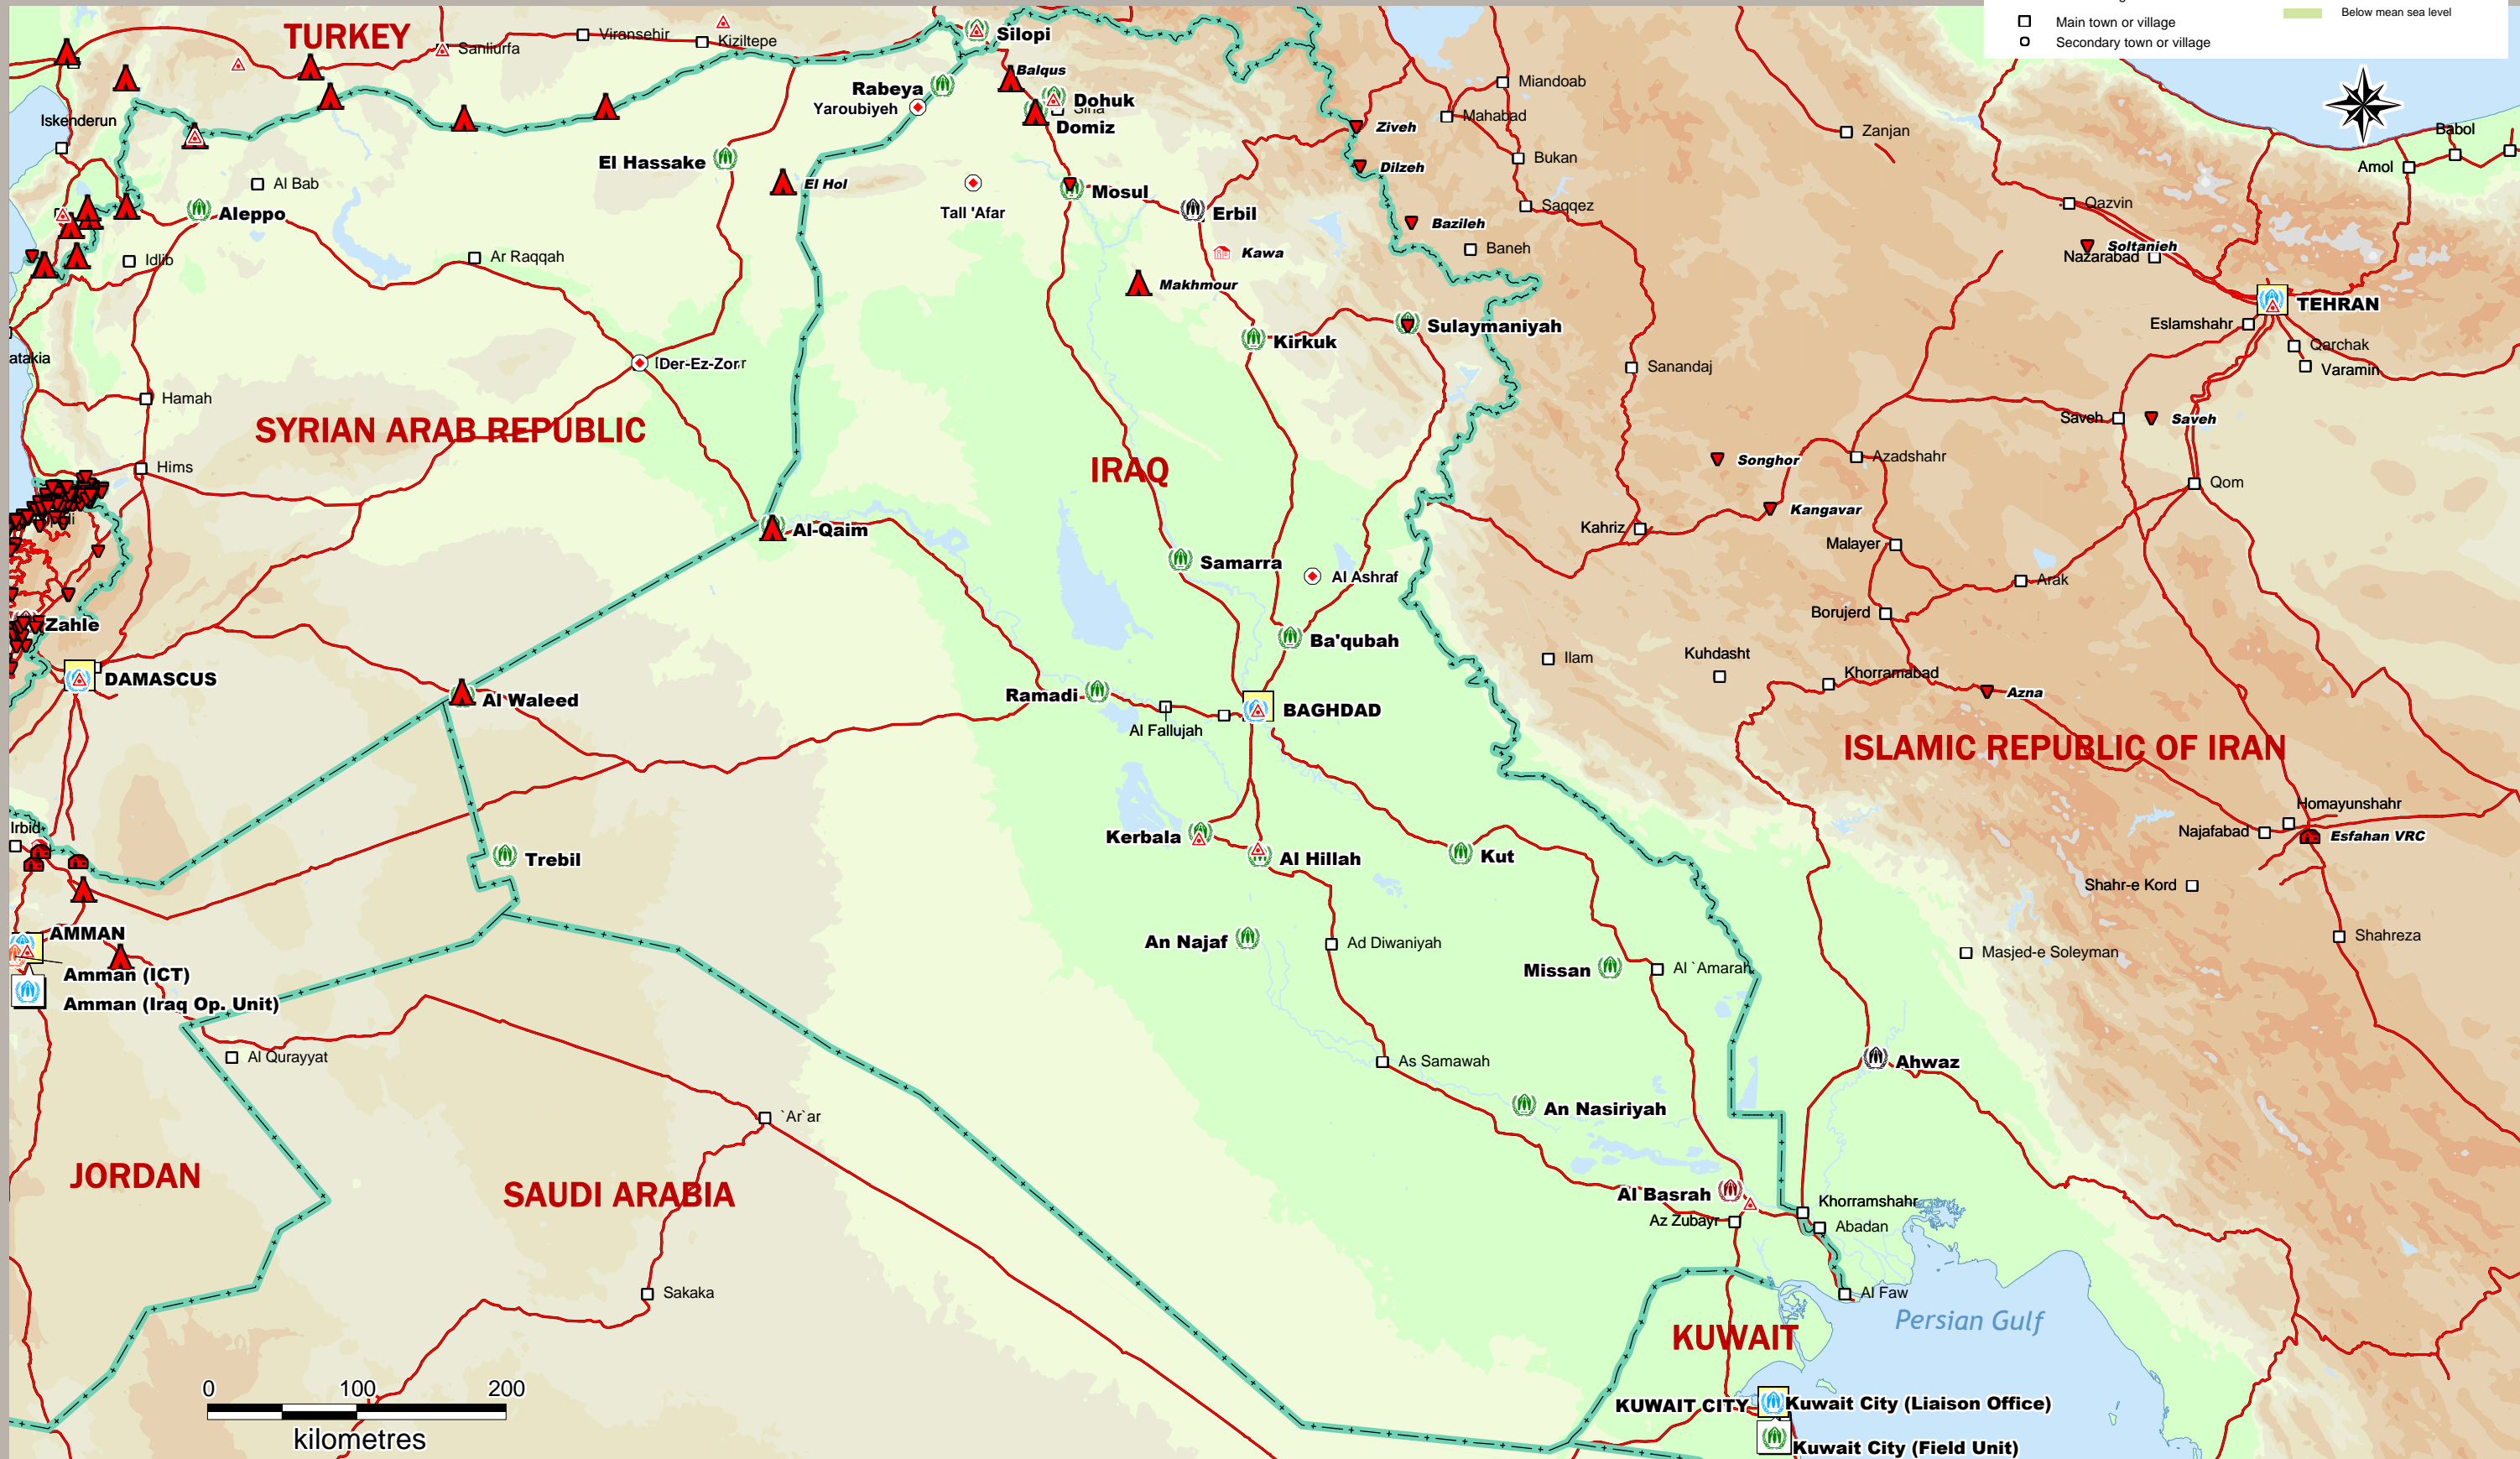 Main town or village
Below mean sea level
Secondary town or village
TURKEY
Sanliurfa
Viransehir
Kiziltepe
Silopi
Balqus
Rabeya
Yaroubiyeh
Dohuk
Sina
Domiz
Miandoab
Mahabad
Ziveh
Zanjan
Babol
Amol
Iskenderun
El Hassake
El Hol
Bukan
Dilzeh
Al Bab
Aleppo
Tall 'Afar
Mosul
Erbil
Saqqez
Bazileh
Baneh
Qazvin
Soltanieh
Nazarabad
Idlib
Ar Raqqah
Kawa
Makhmour
TEHRAN
Eslamshahr
Qarchak
Varamin
Sulaymaniyah
Kirkuk
atakia
Der-Ez-Zor
Sanandaj
Hamah
SYRIAN ARAB REPUBLIC
Saveh
Saveh
Hims
IRAQ
Songhor
Azadshahr
Qom
Kangavar
Kahriz
Al-Qaim
Malayer
Samarra
Al Ashraf
Arak
Borujerd
Zahle
Ba'qubah
Ilam
Kuhdasht
Khorramabad
DAMASCUS
Al Waleed
Ramadi
BAGHDAD
Al Fallujah
Azna
ISLAMIC REPUBLIC OF IRAN
Homayunshahr
Najafabad
Esfahan VRC
Irbid
Kerbala
Al Hillah
Kut
Trebil
Shahr-e Kord
AMMAN
An Najaf
Ad Diwaniyah
Shahreza
Masjed-e Soleyman
Missan
Al `Amarah
Amman (ICT)
Amman (Iraq Op. Unit)
Al Qurayyat
As Samawah
Ahwaz
`Ar`ar
An Nasiriyah
JORDAN
SAUDI ARABIA
Al Basrah
Khorramshahr
Az Zubayr
Abadan
Sakaka
Al Faw
Persian Gulf
KUWAIT
0 100 200
kilometres
KUWAIT CITY
Kuwait City (Liaison Office)
Kuwait City (Field Unit)